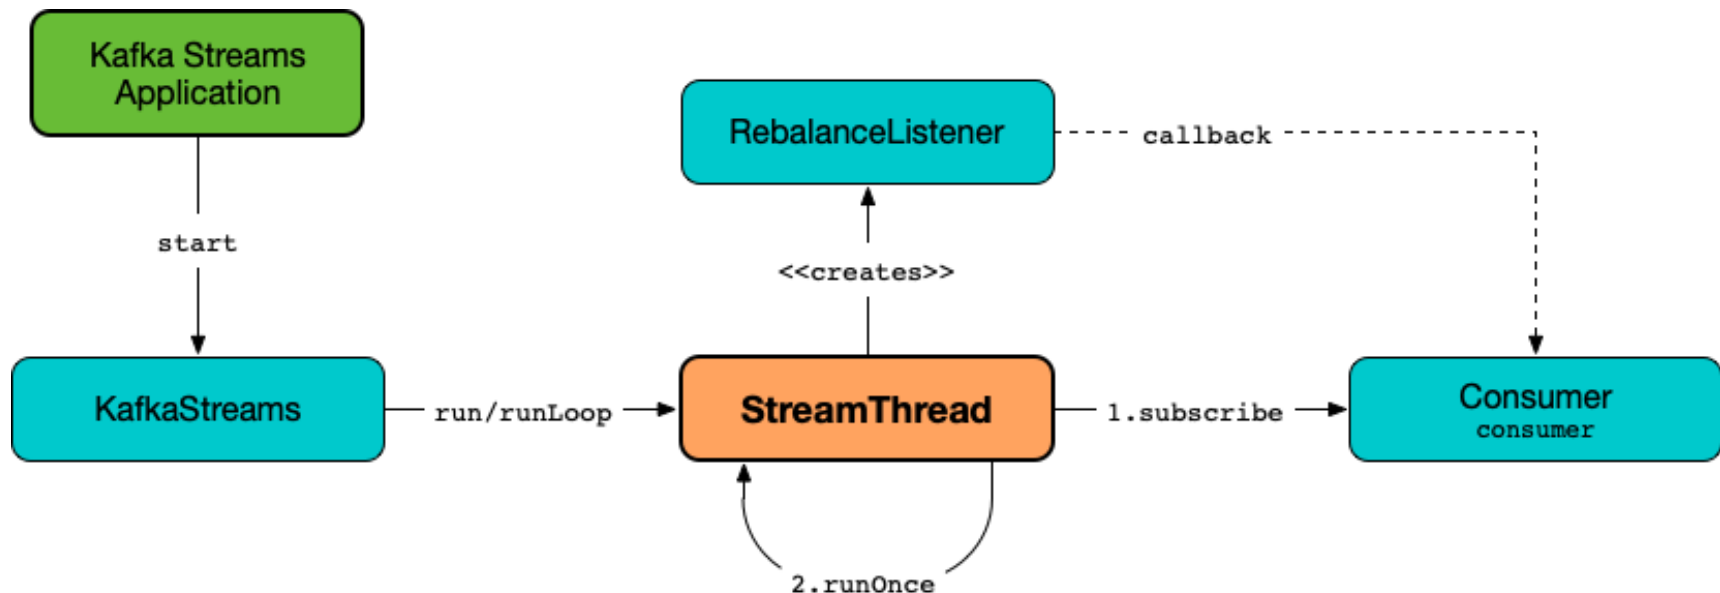 Kafka Streams
Application
RebalanceListener
callback
start
<<creates>>
KafkaStreams
run/runLoop
StreamThread
1.subscribe
Consumer
consumer
2.runOnce